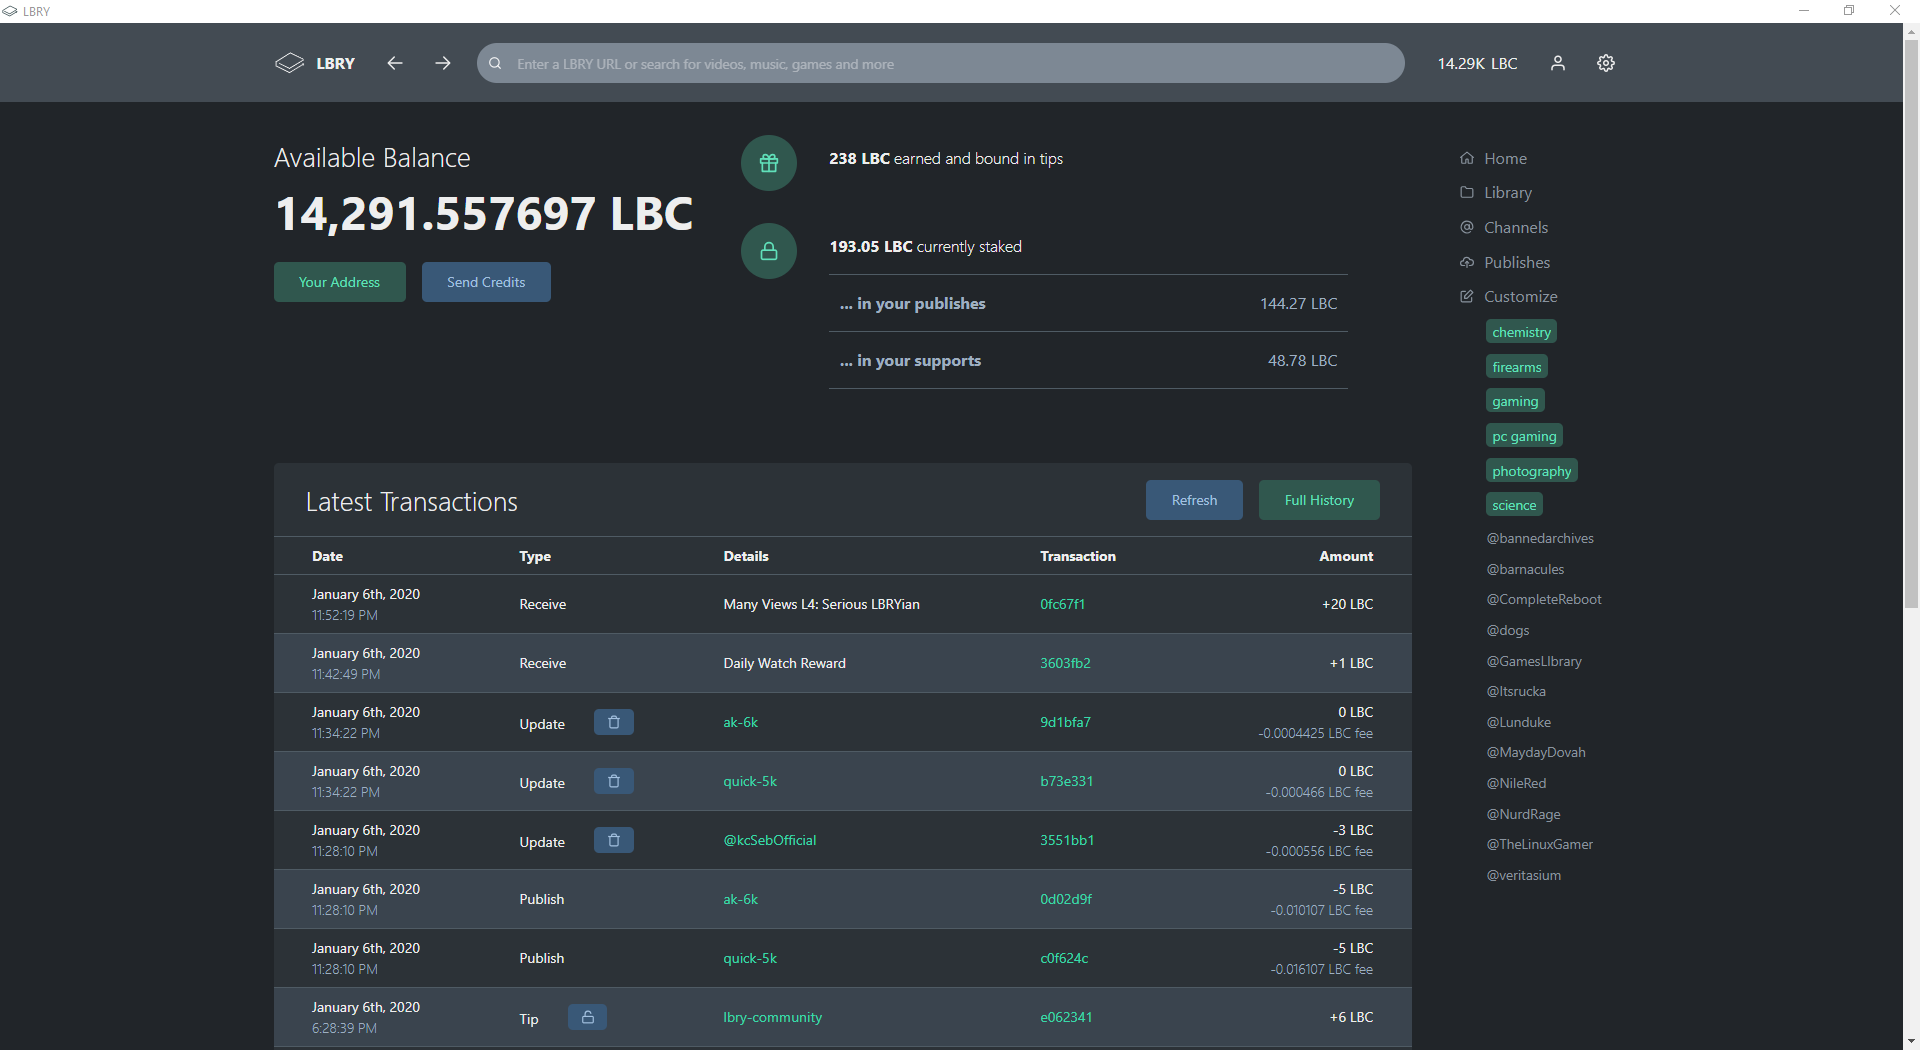 LBRY
LBRY
Enter a LBRY URL or search for videos, music, games and more
14.29K LBC
Available Balance
14,291.557697 LBC
Your Address
Send Credits
238 LBC earned and bound in tips
193.05 LBC currently staked
... in your publishes 144.27 LBC
... in your supports 48.78 LBC
Home
Library
Channels
Publishes
Customize
chemistry
firearms
gaming
pc gaming
photography
science
@bannedarchives
@barnacules
@CompleteReboot
@dogs
@GamesLIbrary
@Itsrucka
@Lunduke
@MaydayDovah
@NileRed
@NurdRage
@TheLinuxGamer
@veritasium
Latest Transactions
Refresh
Full History
Date Type Details Transaction Amount
January 6th, 2020
11:52:19 PM
Receive Many Views L4: Serious LBRYian 0fc67f1 +20 LBC
January 6th, 2020
11:42:49 PM
Receive Daily Watch Reward 3603fb2 +1 LBC
January 6th, 2020
11:34:22 PM
Update ak-6k 9d1bfa7 0 LBC
-0.0004425 LBC fee
January 6th, 2020
11:34:22 PM
Update quick-5k b73e331 0 LBC
-0.000466 LBC fee
January 6th, 2020
11:28:10 PM
Update @kcSebOfficial 3551bb1 -3 LBC
-0.000556 LBC fee
January 6th, 2020
11:28:10 PM
Publish ak-6k 0d02d9f -5 LBC
-0.010107 LBC fee
January 6th, 2020
11:28:10 PM
Publish quick-5k c0f624c -5 LBC
-0.016107 LBC fee
January 6th, 2020
6:28:39 PM
Tip lbry-community e062341 +6 LBC